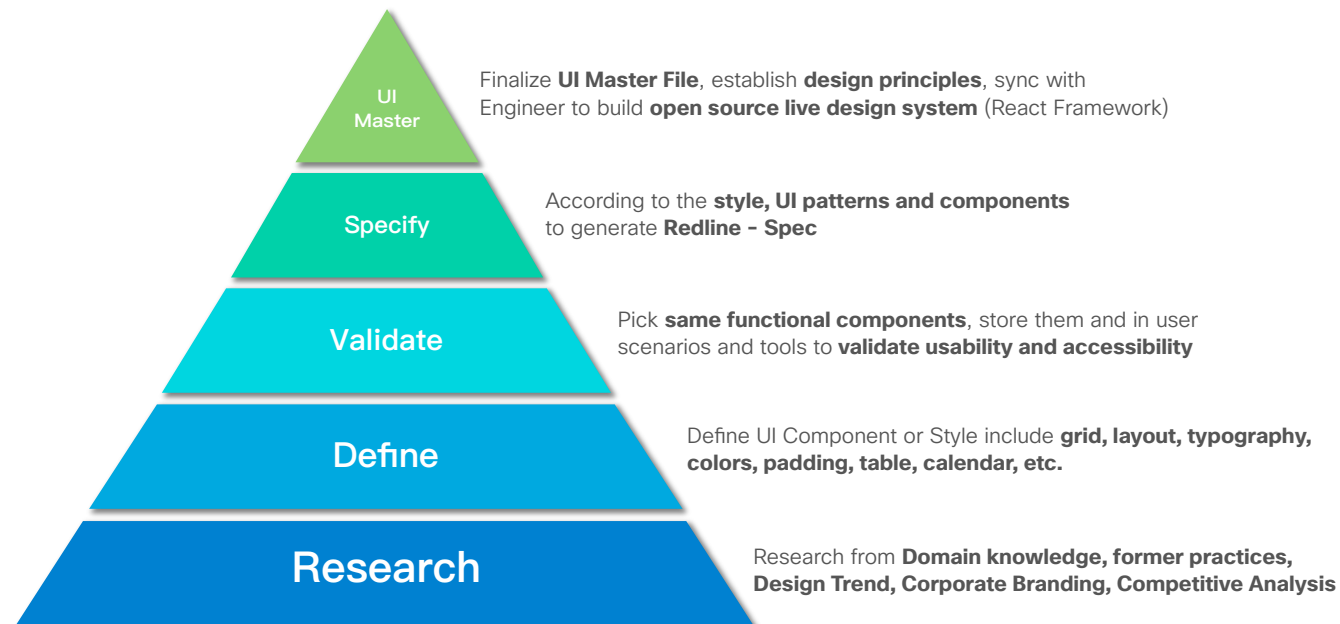 UI
Master
Finalize UI Master File, establish design principles, sync with
Engineer to build open source live design system (React Framework)
Specify
According to the style, UI patterns and components
to generate Redline - Spec
Validate
Pick same functional components, store them and in user
scenarios and tools to validate usability and accessibility
Define
Define UI Component or Style include grid, layout, typography,
colors, padding, table, calendar, etc.
Research
Research from Domain knowledge, former practices,
Design Trend, Corporate Branding, Competitive Analysis